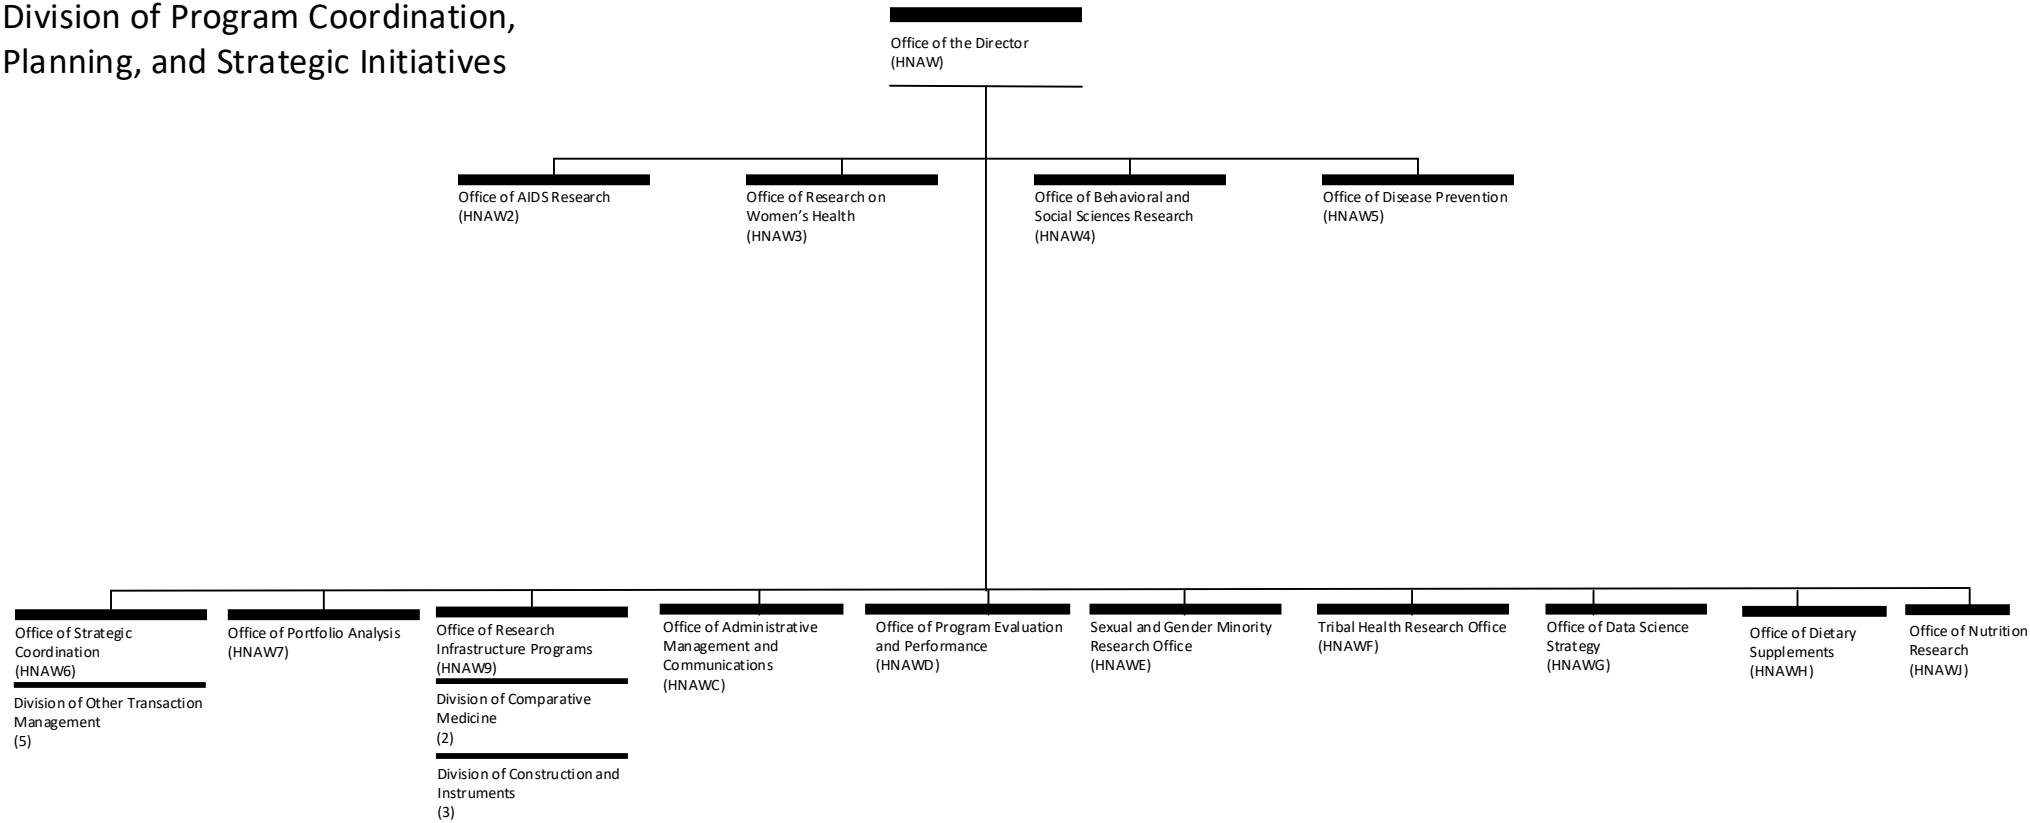 Division of Program Coordination,
Planning, and Strategic Initiatives
Office of the Director
(HNAW)
Office of AIDS Research
(HNAW2)
Office of Research on
Women’s Health
(HNAW3)
Office of Behavioral and
Social Sciences Research
(HNAW4)
Office of Disease Prevention
(HNAW5)
Office of Strategic
Coordination
(HNAW6)
Division of Other Transaction
Management
(5)
Office of Portfolio Analysis
(HNAW7)
Office of Research
Infrastructure Programs
(HNAW9)
Division of Comparative
Medicine
(2)
Division of Construction and
Instruments
(3)
Office of Administrative
Management and
Communications
(HNAWC)
Office of Program Evaluation
and Performance
(HNAWD)
Sexual and Gender Minority
Research Office
(HNAWE)
Tribal Health Research Office
(HNAWF)
Office of Data Science
Strategy
(HNAWG)
Office of Dietary
Supplements
(HNAWH)
Office of Nutrition
Research
(HNAWJ)